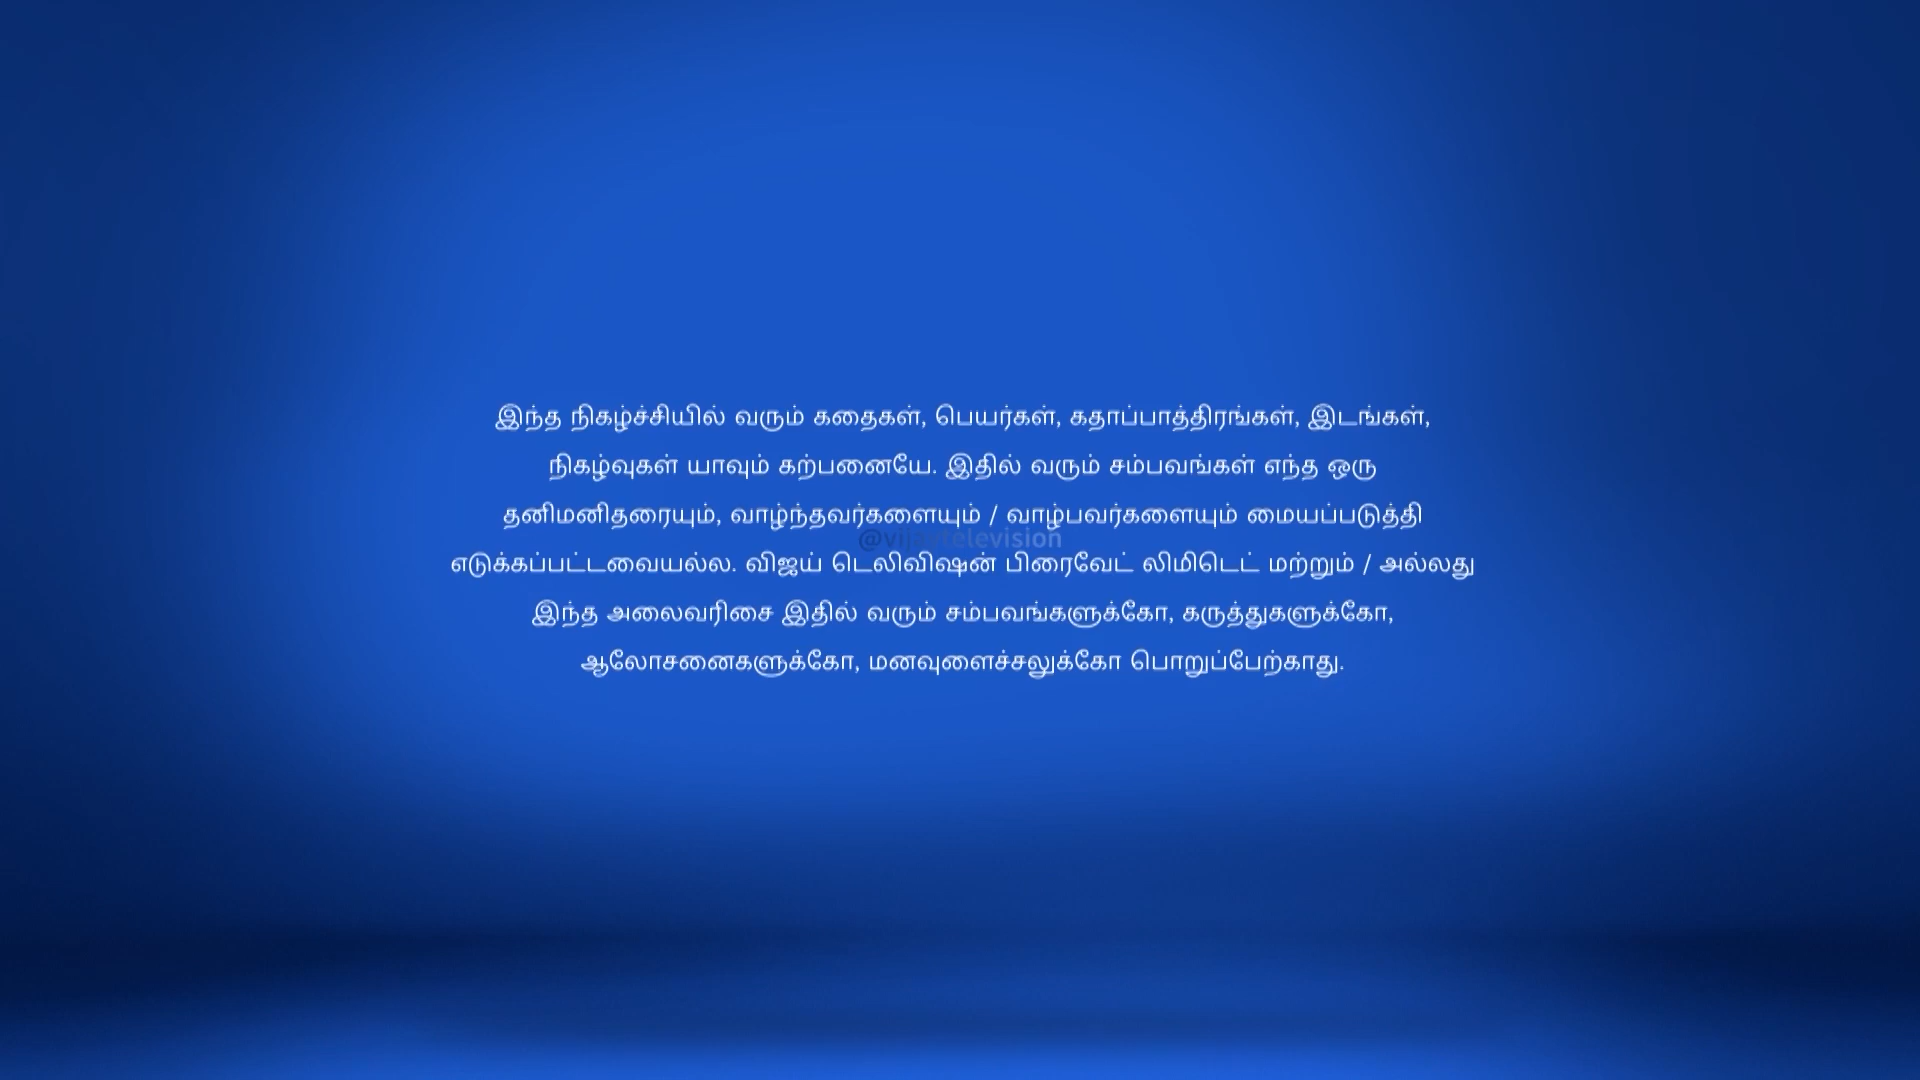 இந்த நிகழ்ச்சியில் வரும் கதைகள், பெயர்கள், கதாப்பாத்திரங்கள், இடங்கள்,
நிகழ்வுகள் யாவும் கற்பனையே. இதில் வரும் சம்பவங்கள் எந்த ஒரு
தனிமனிதரையும், வாழ்ந்தவர்களையும் / வாழ்பவர்களையும் மையப்படுத்தி
@vijaytelevision
எடுக்கப்பட்டவையல்ல. விஜய் டெலிவிஷன் பிரைவேட் லிமிடெட் மற்றும் / அல்லது
இந்த அலைவரிசை இதில் வரும் சம்பவங்களுக்கோ, கருத்துகளுக்கோ,
ஆலோசனைகளுக்கோ, மனவுளைச்சலுக்கோ பொறுப்பேற்காது.